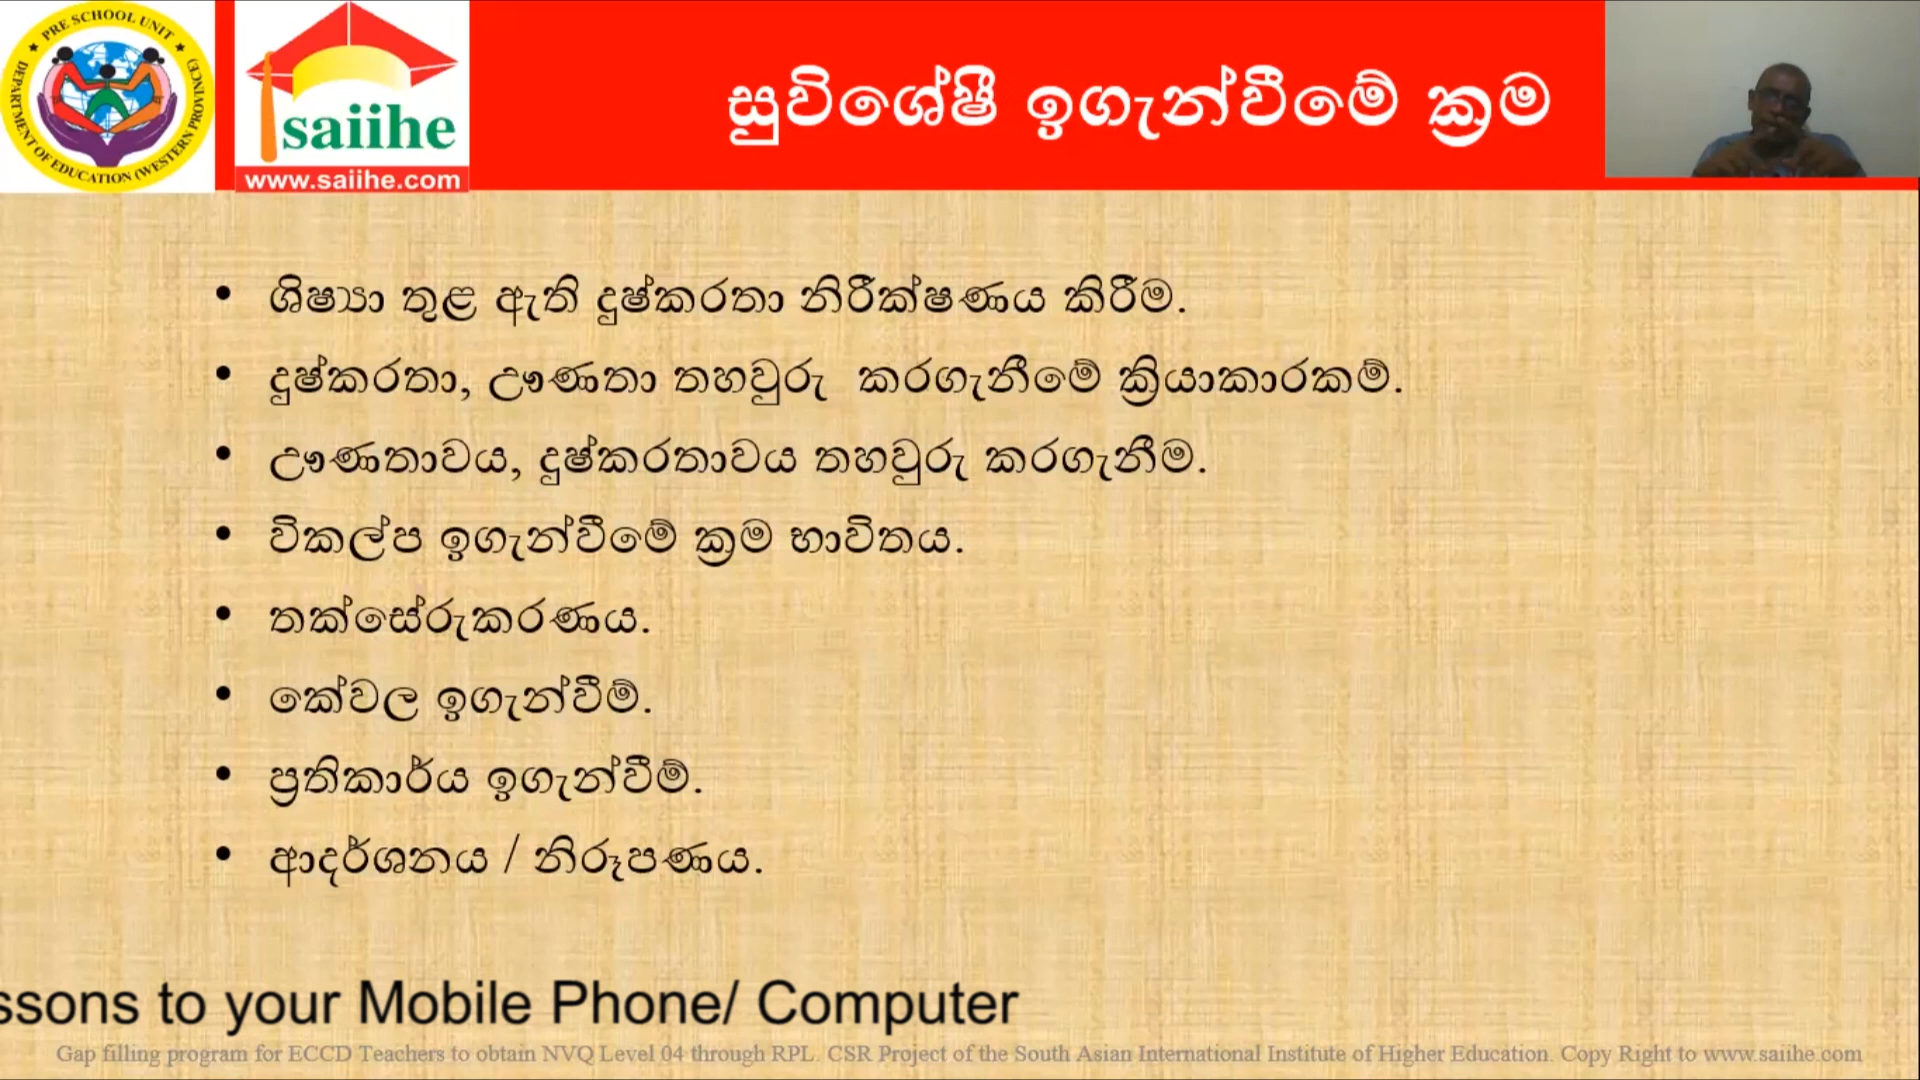 PRE SCHOOL UNIT
DEPARTMENT OF EDUCATION (WESTERN PROVINCE)
saiihe
www.saiihe.com
සුවිශේෂී ඉගැන්වීමේ ක්‍රම
• ශිෂ්‍යා තුළ ඇති දුෂ්කරතා නිරීක්ෂණය කිරීම.
• දුෂ්කරතා, ඌණතා තහවුරු කරගැනීමේ ක්‍රියාකාරකම්.
• ඌණතාවය, දුෂ්කරතාවය තහවුරු කරගැනීම.
• විකල්ප ඉගැන්වීමේ ක්‍රම භාවිතය.
• තක්සේරුකරණය.
• කේවල ඉගැන්වීම්.
• ප්‍රතිකාර්ය ඉගැන්වීම්.
• ආදර්ශනය / නිරූපණය.
ssons to your Mobile Phone/ Computer
Gap filling program for ECCD Teachers to obtain NVQ Level 04 through RPL. CSR Project of the South Asian International Institute of Higher Education. Copy Right to www.saiihe.com